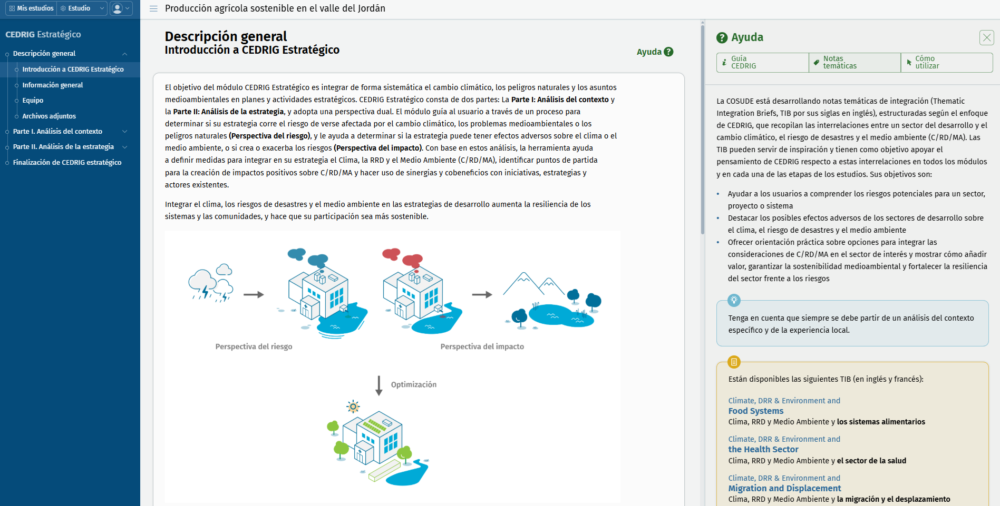 Mis estudios
Estudio
Producción agrícola sostenible en el valle del Jordán
CEDRIG Estratégico
Descripción general
Introducción a CEDRIG Estratégico
Información general
Equipo
Archivos adjuntos
Parte I. Análisis del contexto
Parte II. Análisis de la estrategia
Finalización de CEDRIG estratégico
Descripción general
Introducción a CEDRIG Estratégico
Ayuda
El objetivo del módulo CEDRIG Estratégico es integrar de forma sistemática el cambio climático, los peligros naturales y los asuntos
medioambientales en planes y actividades estratégicos. CEDRIG Estratégico consta de dos partes: La Parte I: Análisis del contexto y
la Parte II: Análisis de la estrategia, y adopta una perspectiva dual. El módulo guía al usuario a través de un proceso para
determinar si su estrategia corre el riesgo de verse afectada por el cambio climático, los problemas medioambientales o los
peligros naturales (Perspectiva del riesgo), y le ayuda a determinar si la estrategia puede tener efectos adversos sobre el clima o el
medio ambiente, o si crea o exacerba los riesgos (Perspectiva del impacto). Con base en estos análisis, la herramienta ayuda
a definir medidas para integrar en su estrategia el Clima, la RRD y el Medio Ambiente (C/RD/MA), identificar puntos de partida
para la creación de impactos positivos sobre C/RD/MA y hacer uso de sinergias y cobeneficios con iniciativas, estrategias y
actores existentes.
Integrar el clima, los riesgos de desastres y el medio ambiente en las estrategias de desarrollo aumenta la resiliencia de los
sistemas y las comunidades, y hace que su participación sea más sostenible.
Perspectiva del riesgo
Perspectiva del impacto
Optimización
Ayuda
Guía
CEDRIG
Notas
temáticas
Cómo
utilizar
La COSUDE está desarrollando notas temáticas de integración (Thematic
Integration Briefs, TIB por sus siglas en inglés), estructuradas según el enfoque
de CEDRIG, que recopilan las interrelaciones entre un sector del desarrollo y el
cambio climático, el riesgo de desastres y el medio ambiente (C/RD/MA). Las
TIB pueden servir de inspiración y tienen como objetivo apoyar el
pensamiento de CEDRIG respecto a estas interrelaciones en todos los módulos
y en cada una de las etapas de los estudios. Sus objetivos son:
• Ayudar a los usuarios a comprender los riesgos potenciales para un sector,
proyecto o sistema
• Destacar los posibles efectos adversos de los sectores de desarrollo sobre
el clima, el riesgo de desastres y el medio ambiente
• Ofrecer orientación práctica sobre opciones para integrar las
consideraciones de C/RD/MA en el sector de interés y mostrar cómo añadir
valor, garantizar la sostenibilidad medioambiental y fortalecer la resiliencia
del sector frente a los riesgos
Tenga en cuenta que siempre se debe partir de un análisis del contexto
específico y de la experiencia local.
Están disponibles las siguientes TIB (en inglés y francés):
Climate, DRR & Environment and
Food Systems
Clima, RRD y Medio Ambiente y los sistemas alimentarios
Climate, DRR & Environment and
the Health Sector
Clima, RRD y Medio Ambiente y el sector de la salud
Climate, DRR & Environment and
Migration and Displacement
Clima, RRD y Medio Ambiente y la migración y el desplazamiento